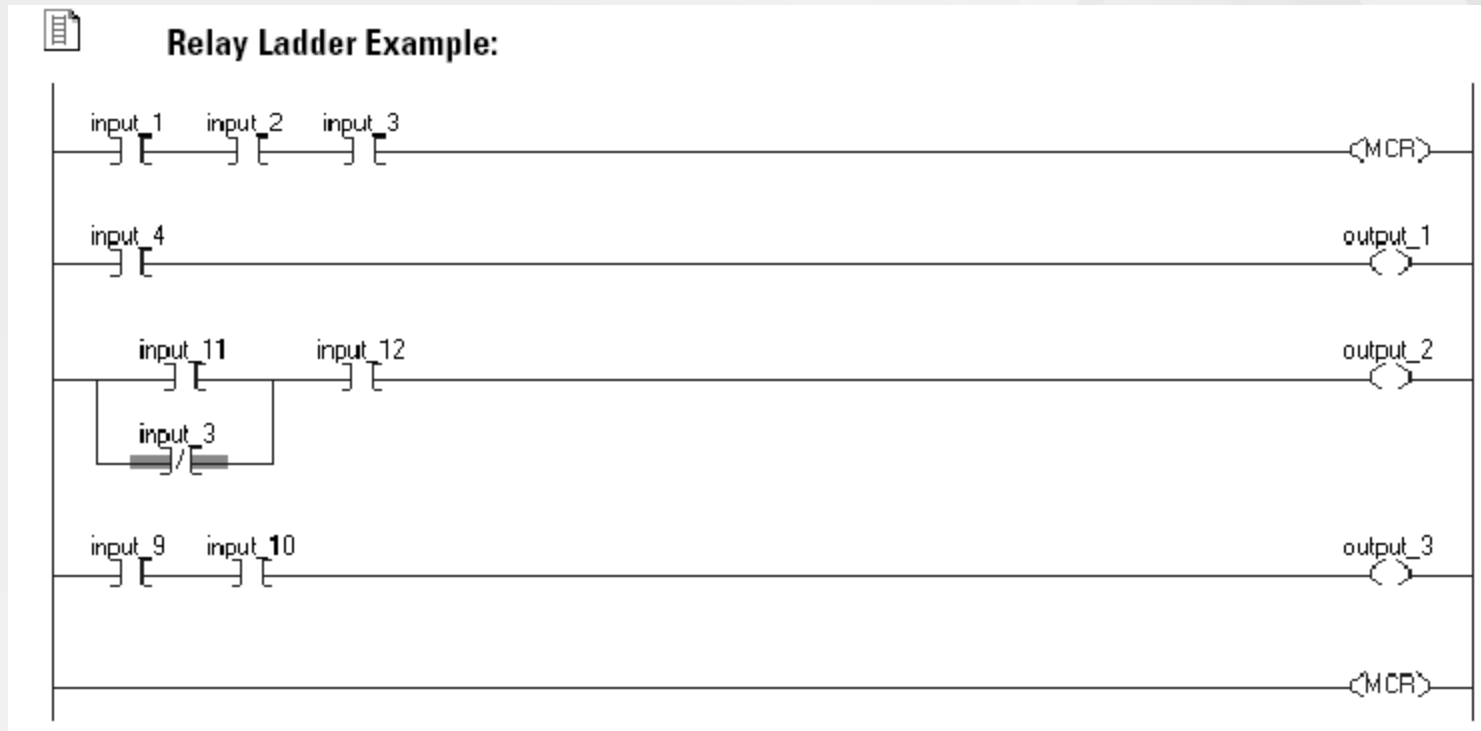 Relay Ladder Example:
input_1 input_2 input_3
MCR
input_4 output_1
input_11 input_12 output_2
input_3
input_9 input_10 output_3
MCR